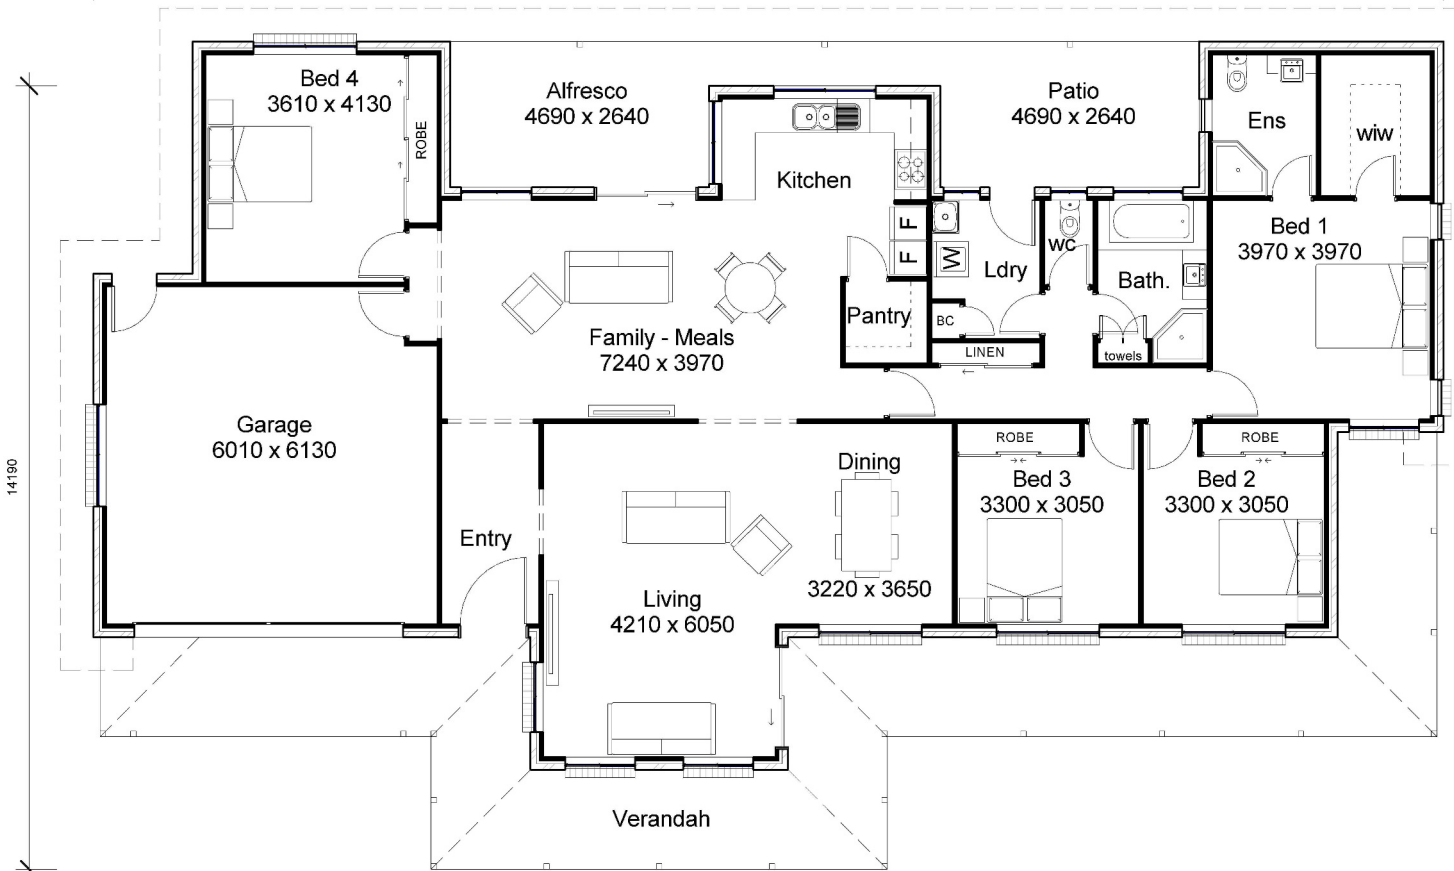 Bed 4
3610 x 4130
ROBE
Alfresco
4690 x 2640
Kitchen
Patio
4690 x 2640
Ens
wiw
F
F
W
Ldry
wc
Bath.
Bed 1
3970 x 3970
Pantry
BC
LINEN
towels
Family - Meals
7240 x 3970
Garage
6010 x 6130
14190
Entry
Dining
3220 x 3650
Living
4210 x 6050
ROBE
Bed 3
3300 x 3050
ROBE
Bed 2
3300 x 3050
Verandah